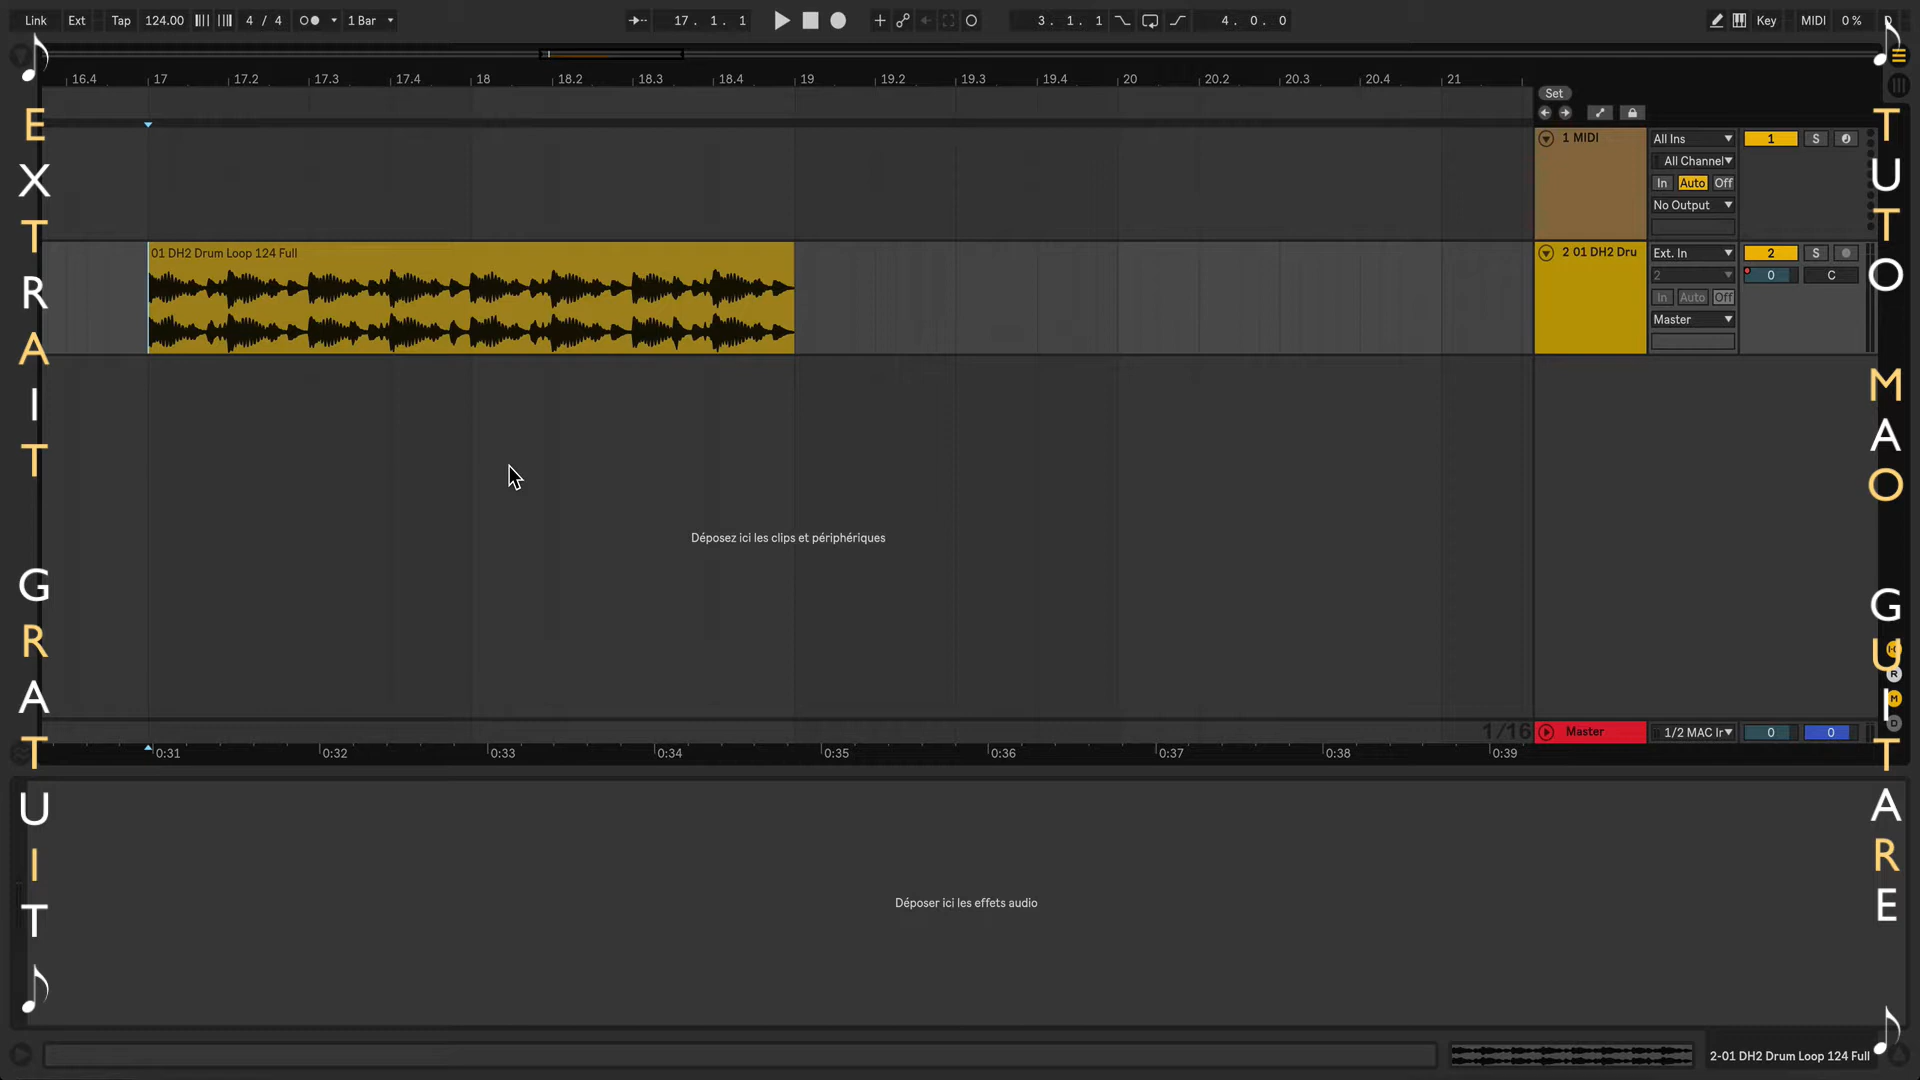 Link Ext Tap 124.00 4 / 4 1 Bar 17. 1. 1 3. 1. 1 4. 0. 0 Key MIDI 0 % D
16.4 17 17.2 17.3 17.4 18 18.2 18.3 18.4 19 19.2 19.3 19.4 20 20.2 20.3 20.4 21
Set
1 MIDI All Ins 1 S
All Channel
In Auto Off
No Output
01 DH2 Drum Loop 124 Full
2 01 DH2 Dru Ext. In 2 S
2 0 C
In Auto Off
Master
Déposez ici les clips et périphériques
1/16
Master 1/2 MAC Ir 0 0
0:31 0:32 0:33 0:34 0:35 0:36 0:37 0:38 0:39
Déposer ici les effets audio
2-01 DH2 Drum Loop 124 Full
EXTRAIT GRATUIT
TUTO MAO GUITARE
R
M
D